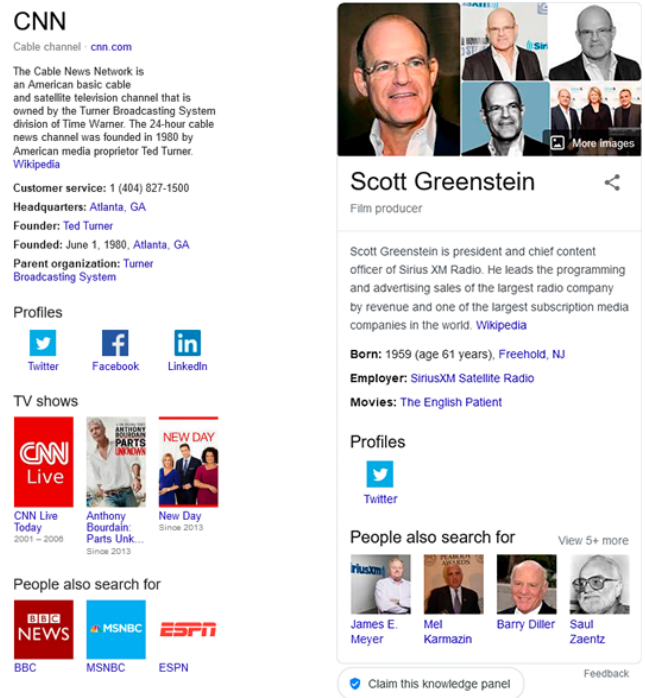 CNN
Cable channel · cnn.com
The Cable News Network is
an American basic cable
and satellite television channel that is
owned by the Turner Broadcasting System
division of Time Warner. The 24-hour cable
news channel was founded in 1980 by
American media proprietor Ted Turner.
Wikipedia
Customer service: 1 (404) 827-1500
Headquarters: Atlanta, GA
Founder: Ted Turner
Founded: June 1, 1980, Atlanta, GA
Parent organization: Turner
Broadcasting System
Profiles
Twitter
Facebook
LinkedIn
TV shows
CNN
Live
ANTHONY
BOURDAIN
PARTS
UNKNOWN
NEW DAY
CNN Live
Today
2001 – 2006
Anthony
Bourdain:
Parts Unk...
Since 2013
New Day
Since 2013
People also search for
BBC
NEWS
MSNBC
ESPN
BBC
MSNBC
ESPN
More images
Scott Greenstein
Film producer
Scott Greenstein is president and chief content
officer of Sirius XM Radio. He leads the programming
and advertising sales of the largest radio company
by revenue and one of the largest subscription media
companies in the world. Wikipedia
Born: 1959 (age 61 years), Freehold, NJ
Employer: SiriusXM Satellite Radio
Movies: The English Patient
Profiles
Twitter
People also search for
View 5+ more
riusxm
PEABODY
AWARDS
James E.
Meyer
Mel
Karmazin
Barry Diller
Saul
Zaentz
Feedback
Claim this knowledge panel